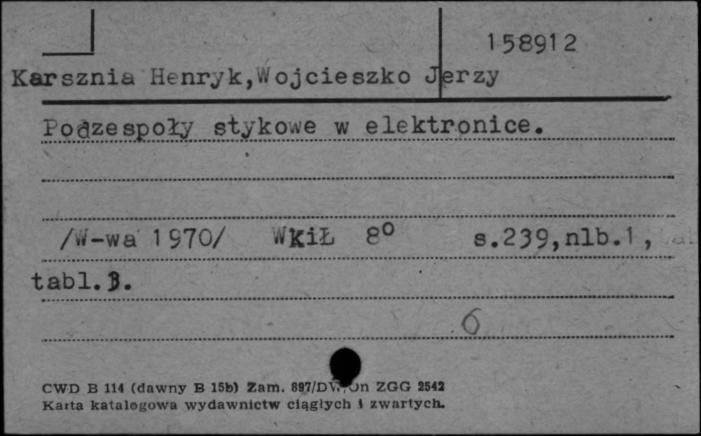 158912
Karsznia Henryk,Wojcieszko Jerzy
Podzespoły stykowe w elektronice.
/W-wa 1970/ WKiŁ 8° s.239,nlb.1,
tabl.3.
6
CWD B 114 (dawny B 15b) Zam. 897/DW/On ZGG 2542
Karta katalogowa wydawnictw ciągłych i zwartych.